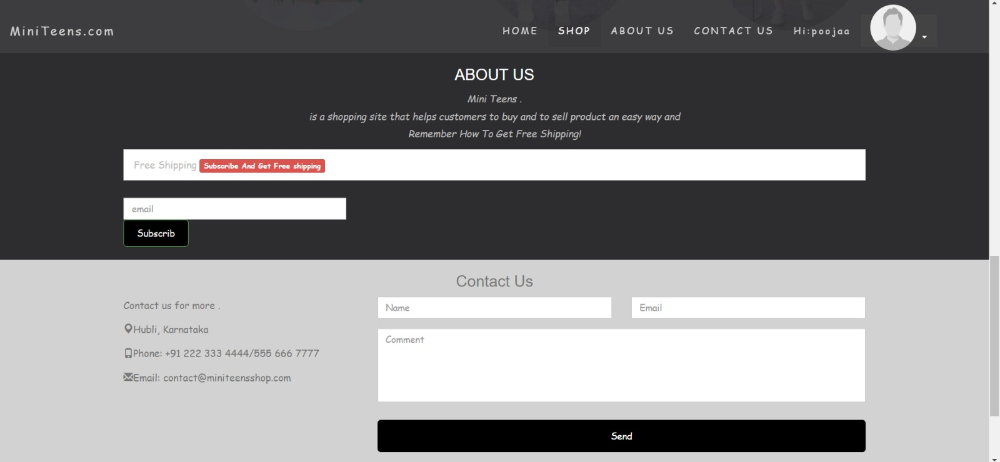 MiniTeens.com
HOME SHOP ABOUT US CONTACT US Hi:poojaa
ABOUT US
Mini Teens .
is a shopping site that helps customers to buy and to sell product an easy way and
Remember How To Get Free Shipping!
Free Shipping Subscribe And Get Free shipping
email
Subscrib
Contact Us
Contact us for more .
Hubli, Karnataka
Phone: +91 222 333 4444/555 666 7777
Email: contact@miniteensshop.com
Name
Email
Comment
Send